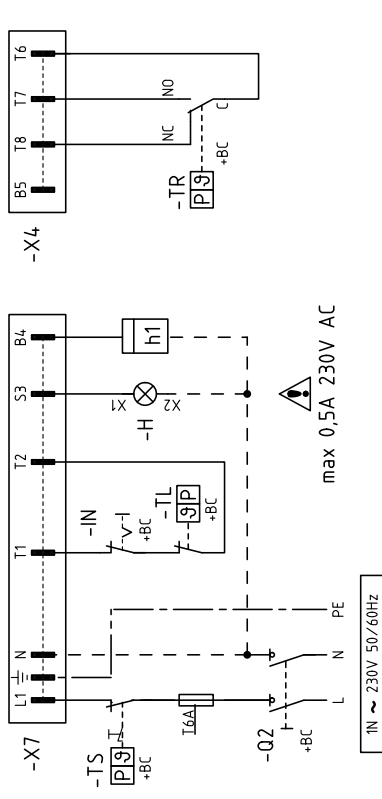 -X4
B5
T8
T7
T6
NC
NO
C
-TR
P ϑ
+BC
-X7
L1
N
T1
T2
S3
B4
-TS
P ϑ
+BC
T6A
-IN
+BC
-TL
ϑ P
+BC
-H
X1
X2
h1
-Q2
+BC
L
N
PE
max 0,5A 230V AC
1N ~ 230V 50/60Hz